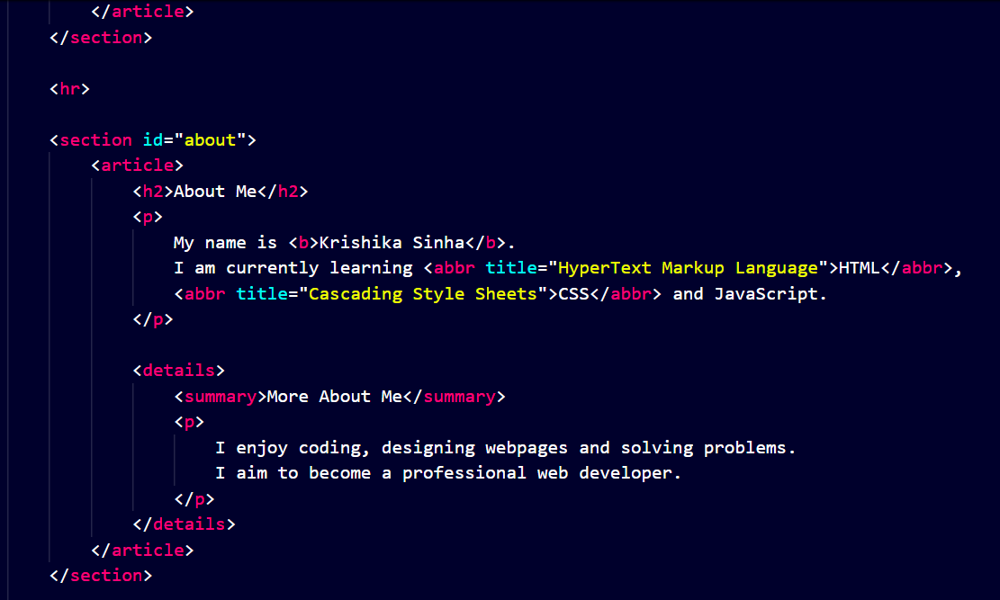 </article>
</section>
<hr>
<section id="about">
<article>
<h2>About Me</h2>
<p>
My name is <b>Krishika Sinha</b>.
I am currently learning <abbr title="HyperText Markup Language">HTML</abbr>,
<abbr title="Cascading Style Sheets">CSS</abbr> and JavaScript.
</p>
<details>
<summary>More About Me</summary>
<p>
I enjoy coding, designing webpages and solving problems.
I aim to become a professional web developer.
</p>
</details>
</article>
</section>